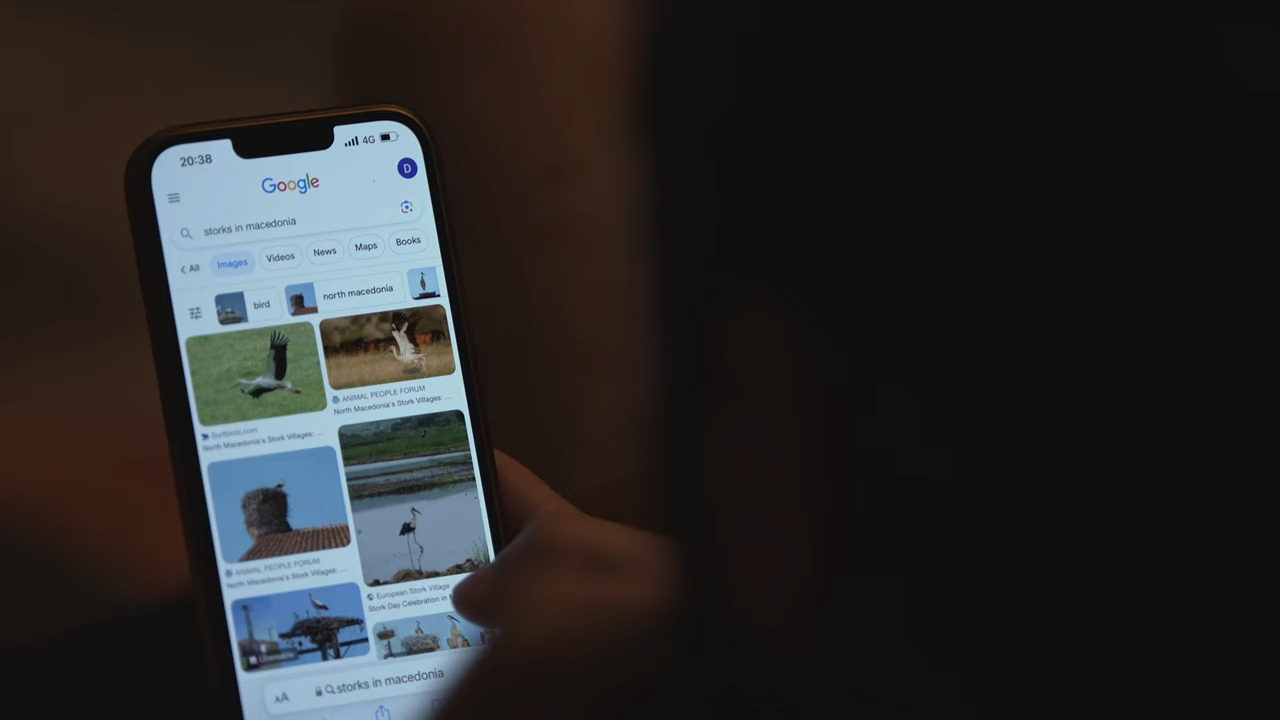 20:38
4G
Google
D
storks in macedonia
All
Images
Videos
News
Maps
Books
bird
north macedonia
Surfbirds.com
North Macedonia's Stork Villages: ...
ANIMAL PEOPLE FORUM
North Macedonia's Stork Villages: ...
ANIMAL PEOPLE FORUM
North Macedonia's Stork Villages: ...
European Stork Village
Stork Day Celebration in
AA
storks in macedonia